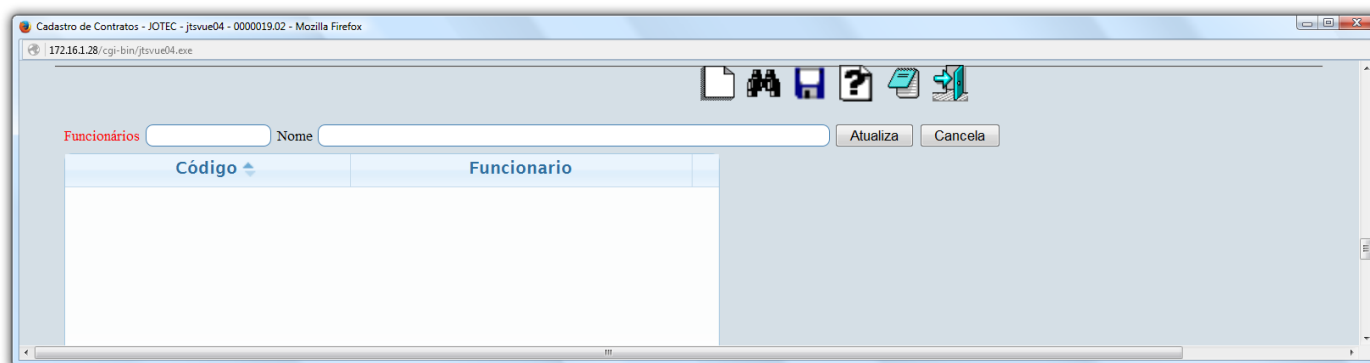 Cadastro de Contratos - JOTEC - jtsvue04 - 0000019.02 - Mozilla Firefox
172.16.1.28/cgi-bin/jtsvue04.exe
Funcionários Nome Atualiza Cancela
Código Funcionario